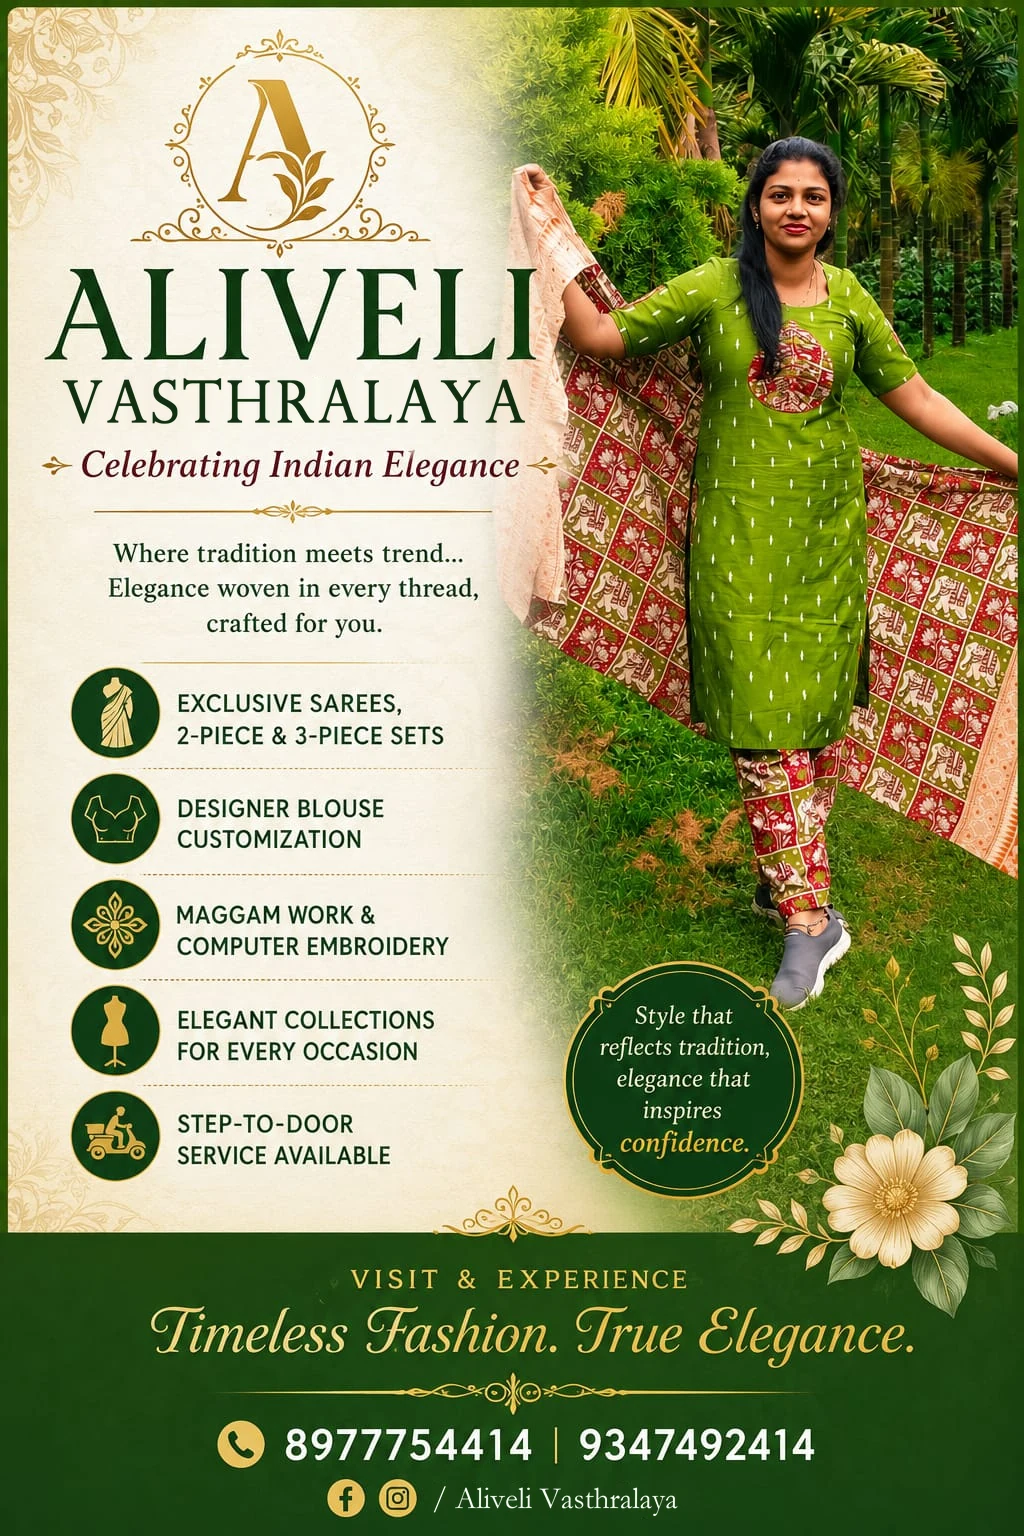 A
ALIVELI
VASTHRALAYA
Celebrating Indian Elegance
Where tradition meets trend...
Elegance woven in every thread,
crafted for you.
EXCLUSIVE SAREES,
2-PIECE & 3-PIECE SETS
DESIGNER BLOUSE
CUSTOMIZATION
MAGGAM WORK &
COMPUTER EMBROIDERY
ELEGANT COLLECTIONS
FOR EVERY OCCASION
STEP-TO-DOOR
SERVICE AVAILABLE
Style that
reflects tradition,
elegance that
inspires
confidence.
VISIT & EXPERIENCE
Timeless Fashion. True Elegance.
8977754414 | 9347492414
/ Aliveli Vasthralaya